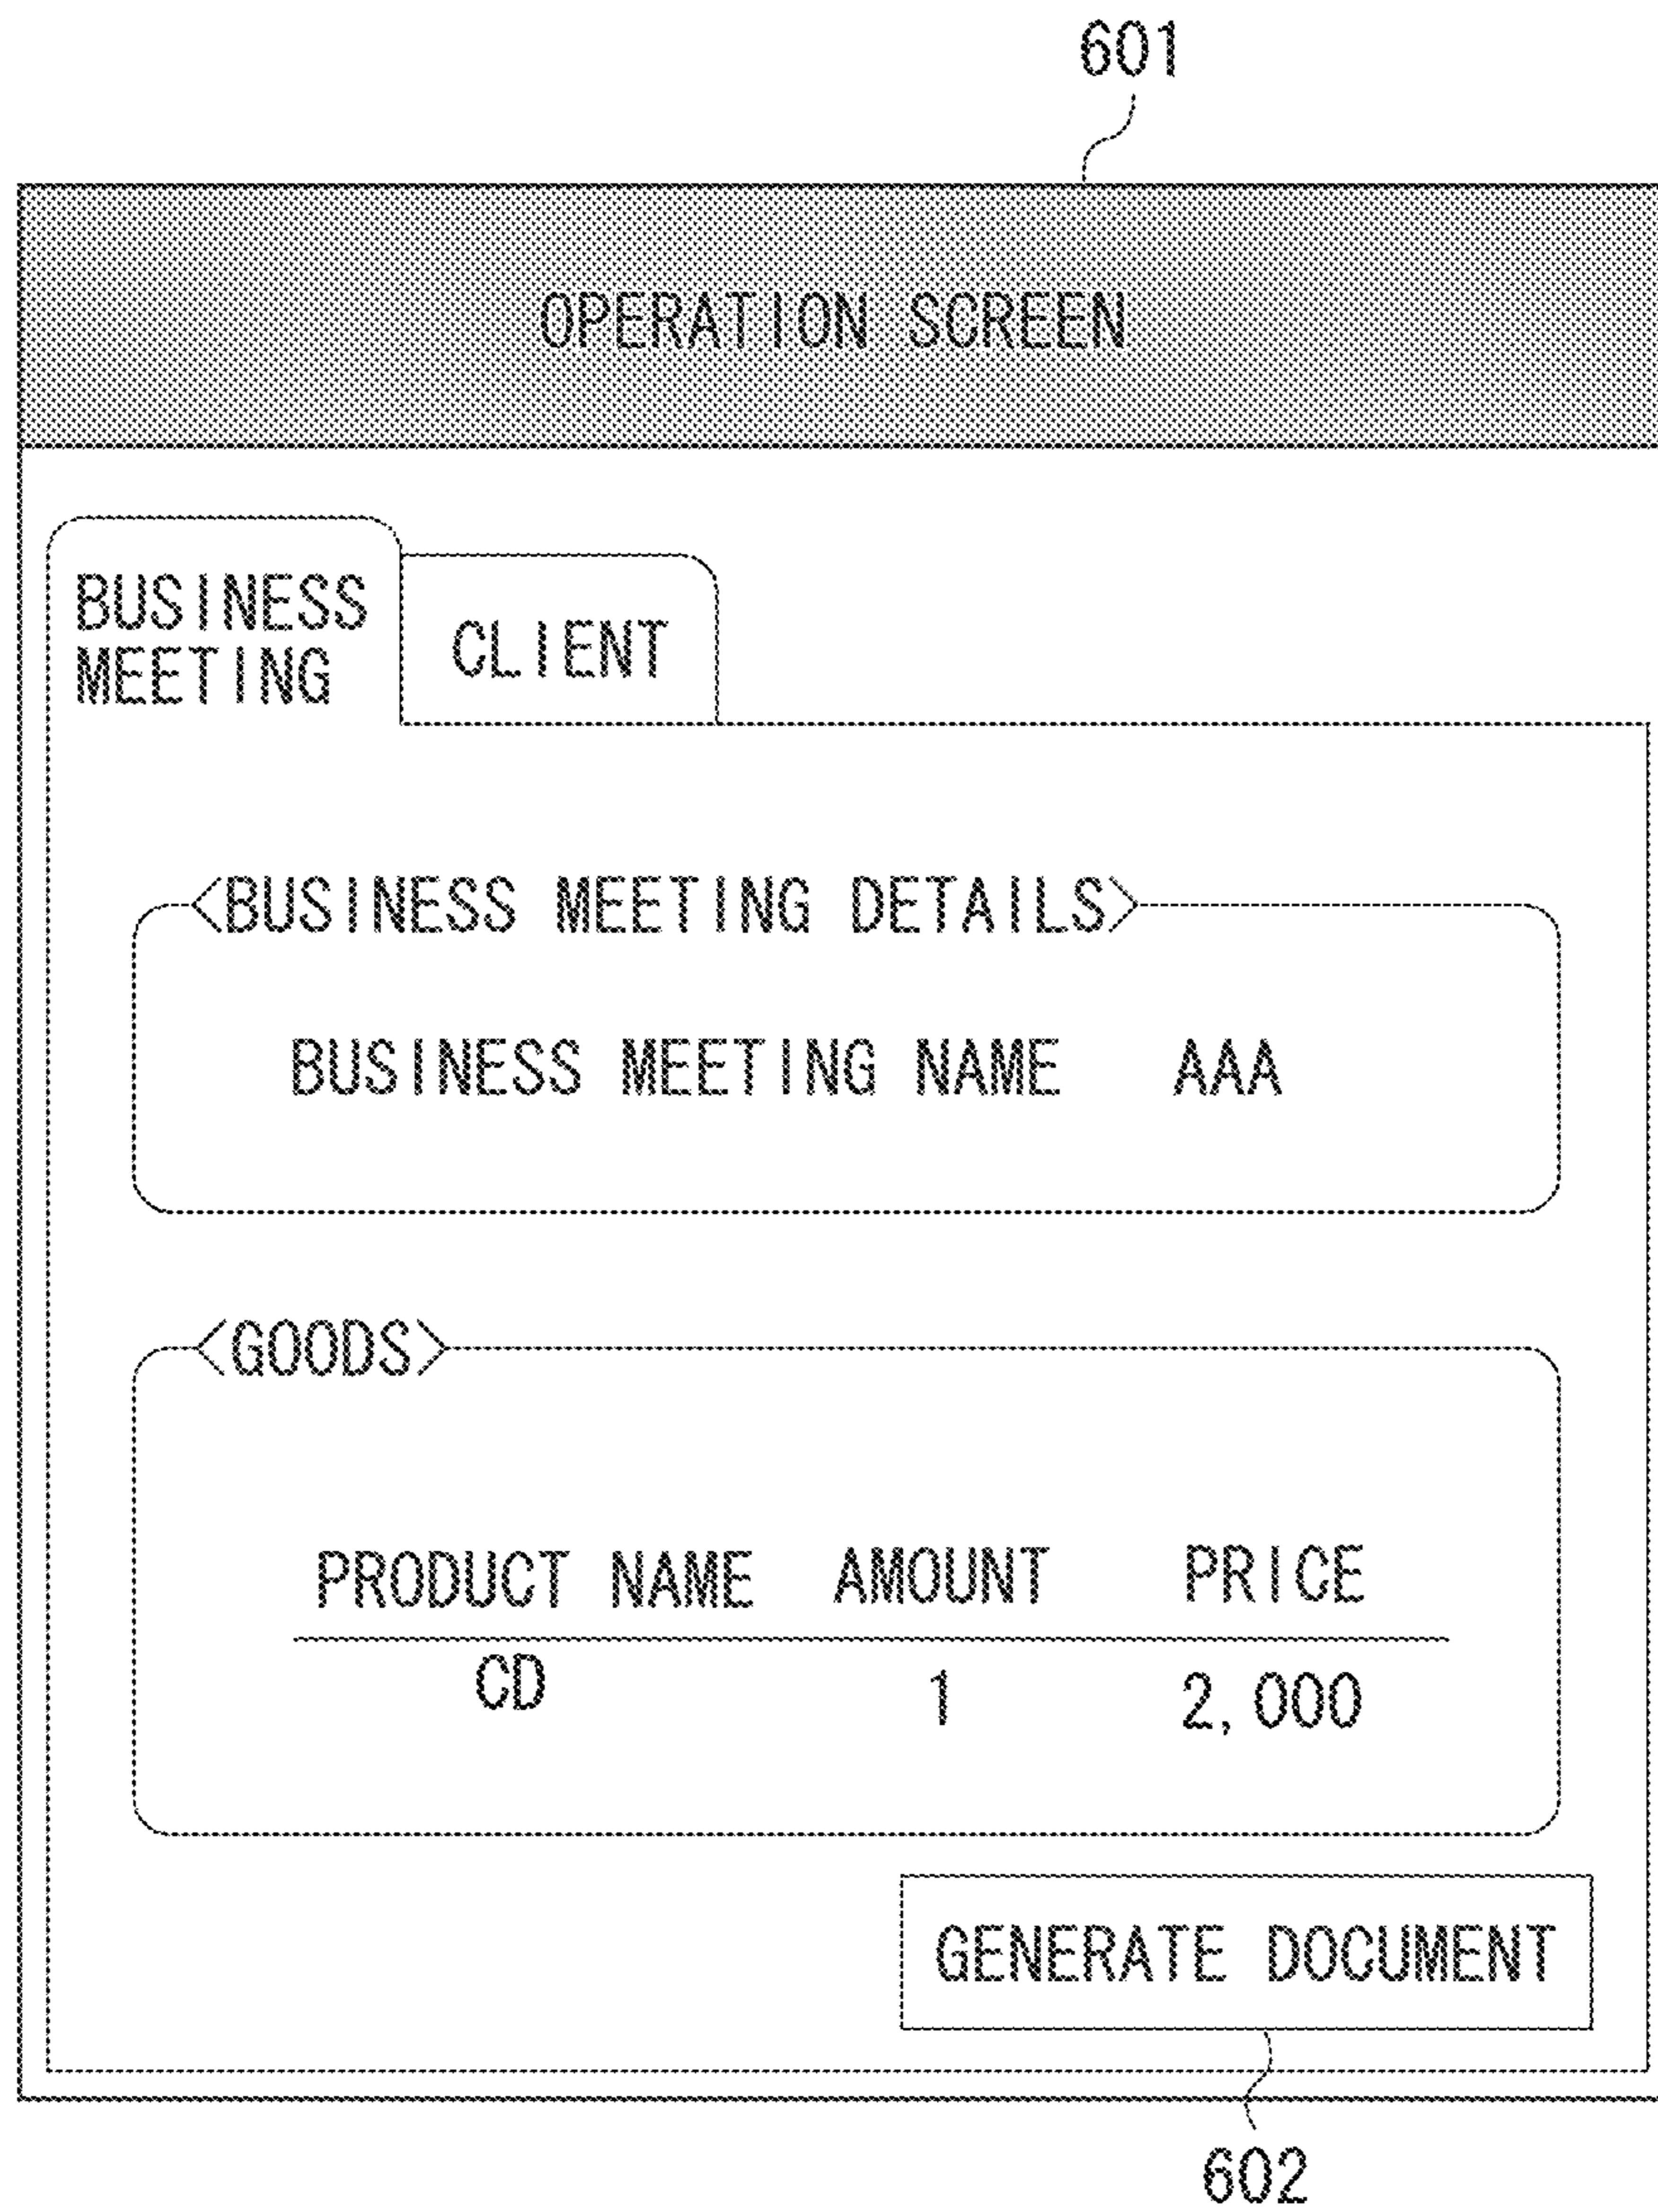 601
OPERATION SCREEN
BUSINESS
MEETING
CLIENT
<BUSINESS MEETING DETAILS>
BUSINESS MEETING NAME AAA
<GOODS>
PRODUCT NAME AMOUNT PRICE
CD 1 2,000
GENERATE DOCUMENT
602